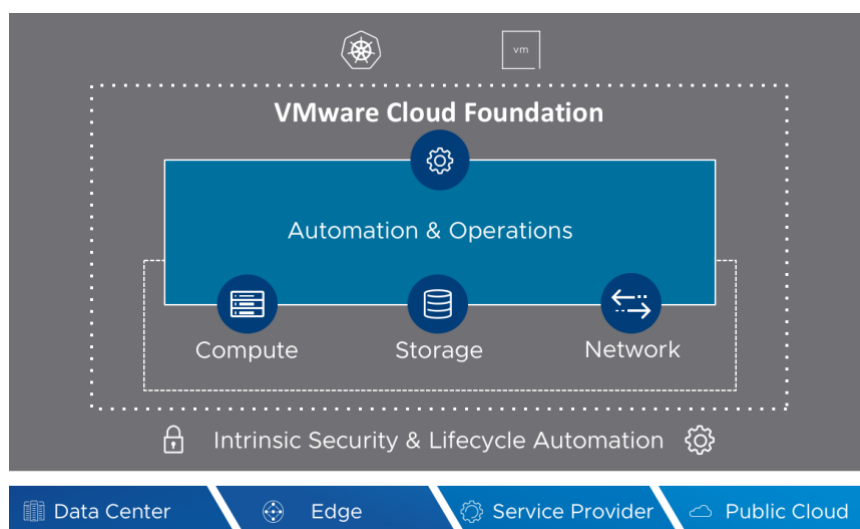 vm
VMware Cloud Foundation
Automation & Operations
Compute Storage Network
Intrinsic Security & Lifecycle Automation
Data Center Edge Service Provider Public Cloud